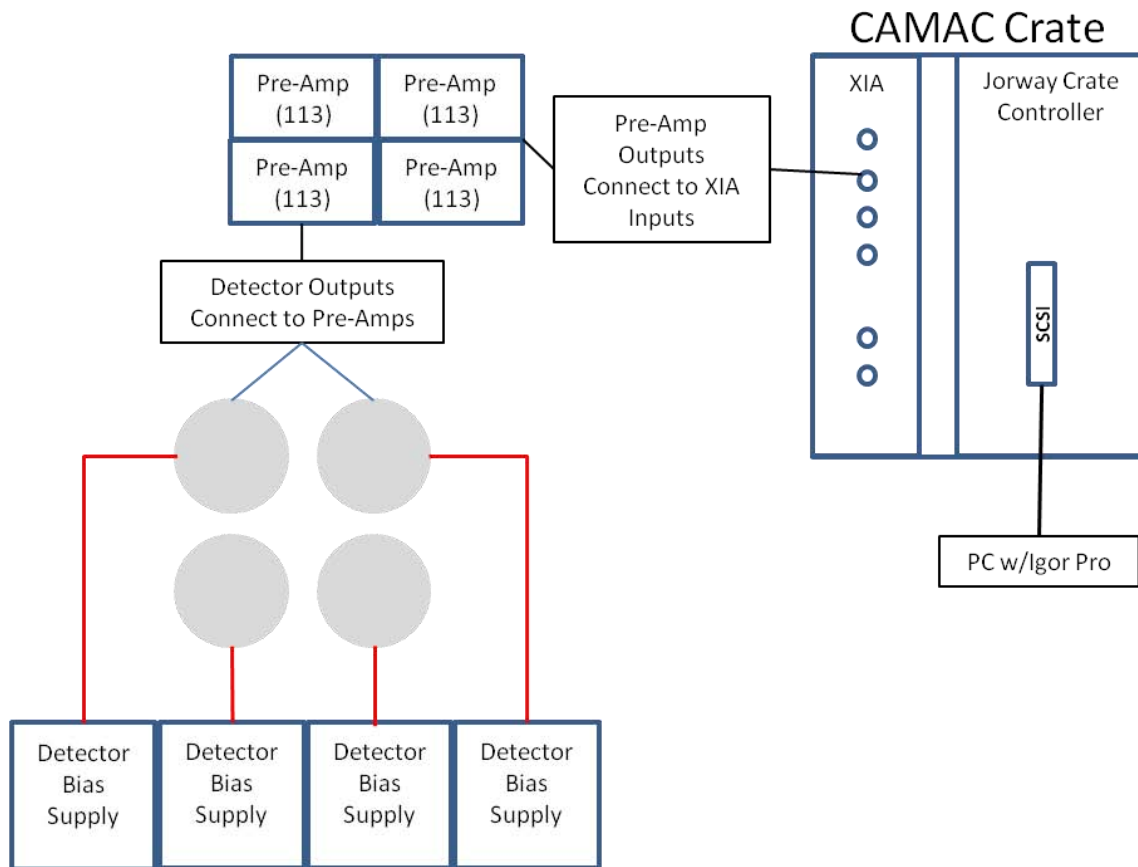 CAMAC Crate
Pre-Amp
(113)
Pre-Amp
(113)
Pre-Amp
(113)
Pre-Amp
(113)
Pre-Amp
Outputs
Connect to XIA
Inputs
XIA
Jorway Crate
Controller
SCSI
Detector Outputs
Connect to Pre-Amps
PC w/Igor Pro
Detector
Bias
Supply
Detector
Bias
Supply
Detector
Bias
Supply
Detector
Bias
Supply